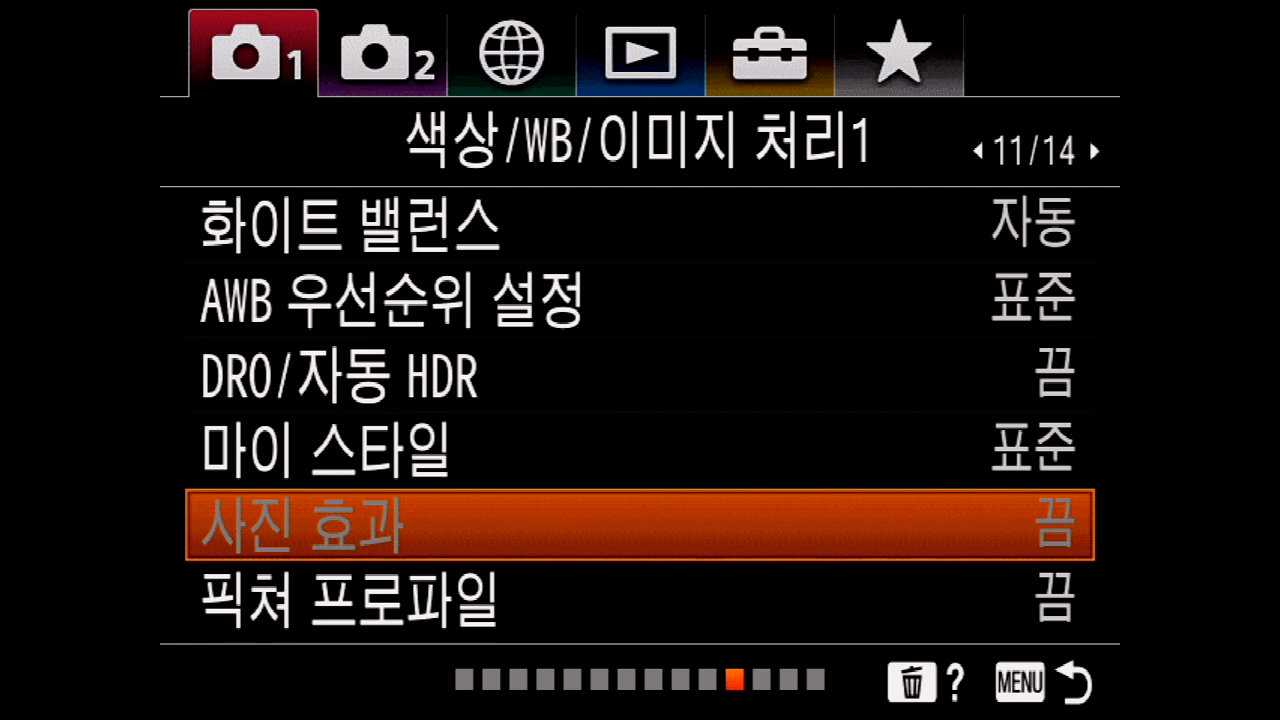 1 2
색상/WB/이미지 처리1 11/14
화이트 밸런스 자동
AWB 우선순위 설정 표준
DRO/자동 HDR 끔
마이 스타일 표준
사진 효과 끔
픽쳐 프로파일 끔
? MENU